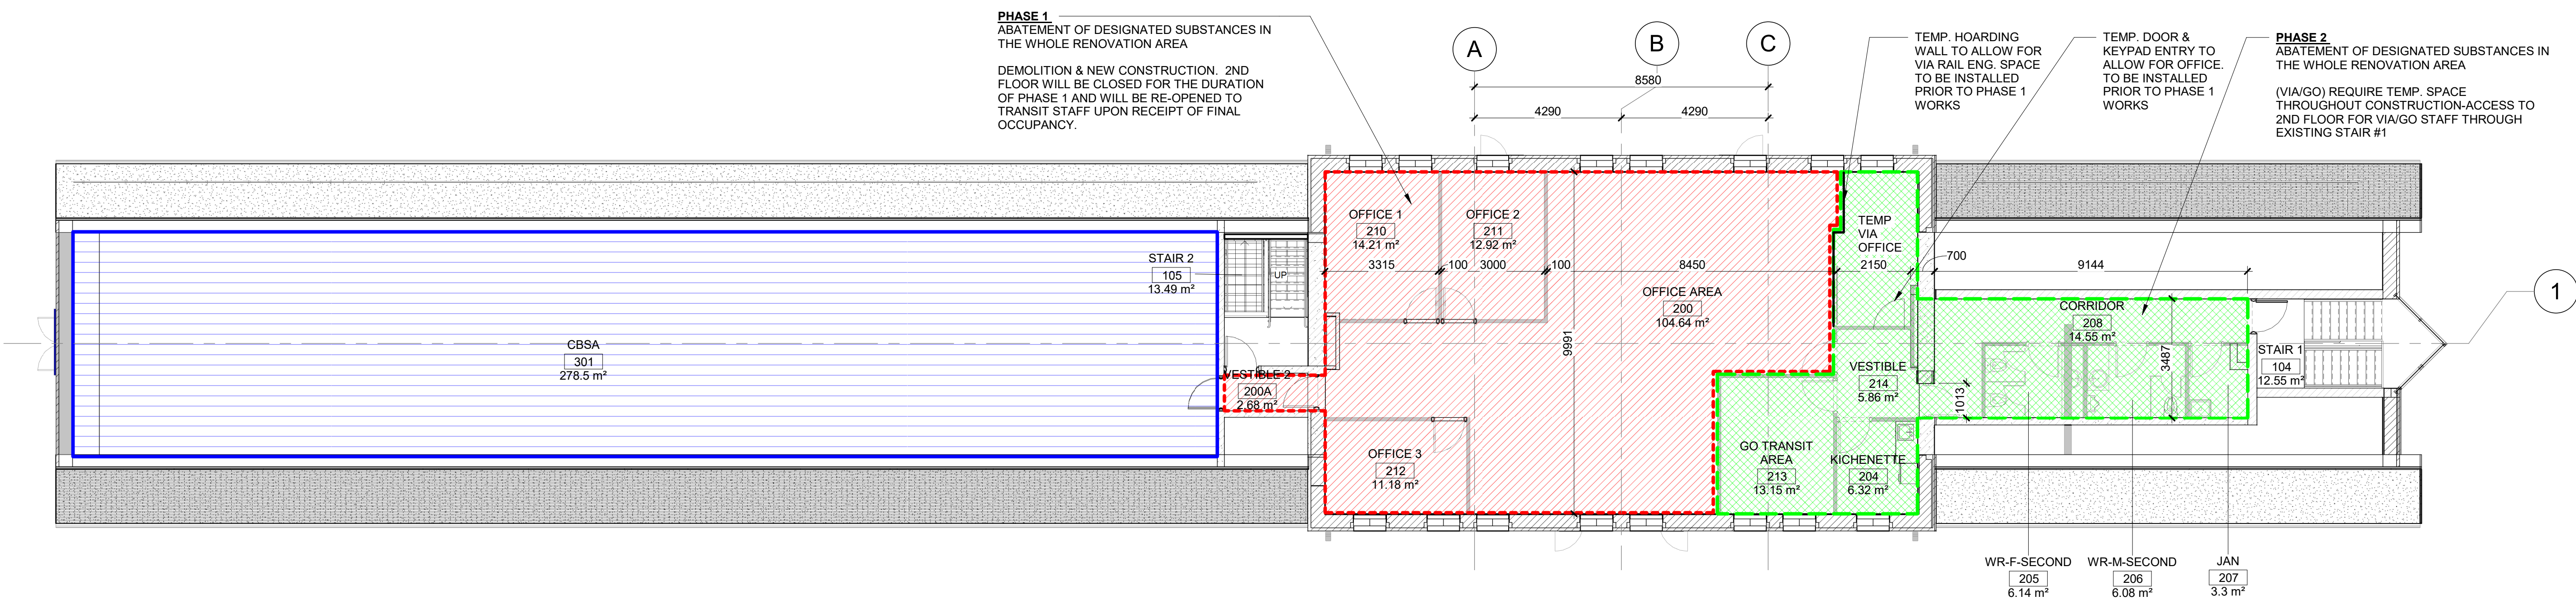 PHASE 1
ABATEMENT OF DESIGNATED SUBSTANCES IN
THE WHOLE RENOVATION AREA
DEMOLITION & NEW CONSTRUCTION. 2ND
FLOOR WILL BE CLOSED FOR THE DURATION
OF PHASE 1 AND WILL BE RE-OPENED TO
TRANSIT STAFF UPON RECEIPT OF FINAL
OCCUPANCY.
A
B
C
8580
4290
4290
TEMP. HOARDING
WALL TO ALLOW FOR
VIA RAIL ENG. SPACE
TO BE INSTALLED
PRIOR TO PHASE 1
WORKS
TEMP. DOOR &
KEYPAD ENTRY TO
ALLOW FOR OFFICE.
TO BE INSTALLED
PRIOR TO PHASE 1
WORKS
PHASE 2
ABATEMENT OF DESIGNATED SUBSTANCES IN
THE WHOLE RENOVATION AREA
(VIA/GO) REQUIRE TEMP. SPACE
THROUGHOUT CONSTRUCTION-ACCESS TO
2ND FLOOR FOR VIA/GO STAFF THROUGH
EXISTING STAIR #1
CBSA
301
278.5 m²
STAIR 2
105
13.49 m²
UP
VESTIBLE 2
200A
2.68 m²
OFFICE 1
210
14.21 m²
OFFICE 2
211
12.92 m²
3315
100
3000
100
8450
2150
700
9144
OFFICE AREA
200
104.64 m²
9991
OFFICE 3
212
11.18 m²
TEMP
VIA
OFFICE
VESTIBLE
214
5.86 m²
GO TRANSIT
AREA
213
13.15 m²
KICHENETTE
204
6.32 m²
CORRIDOR
208
14.55 m²
3487
1013
STAIR 1
104
12.55 m²
1
WR-F-SECOND
205
6.14 m²
WR-M-SECOND
206
6.08 m²
JAN
207
3.3 m²